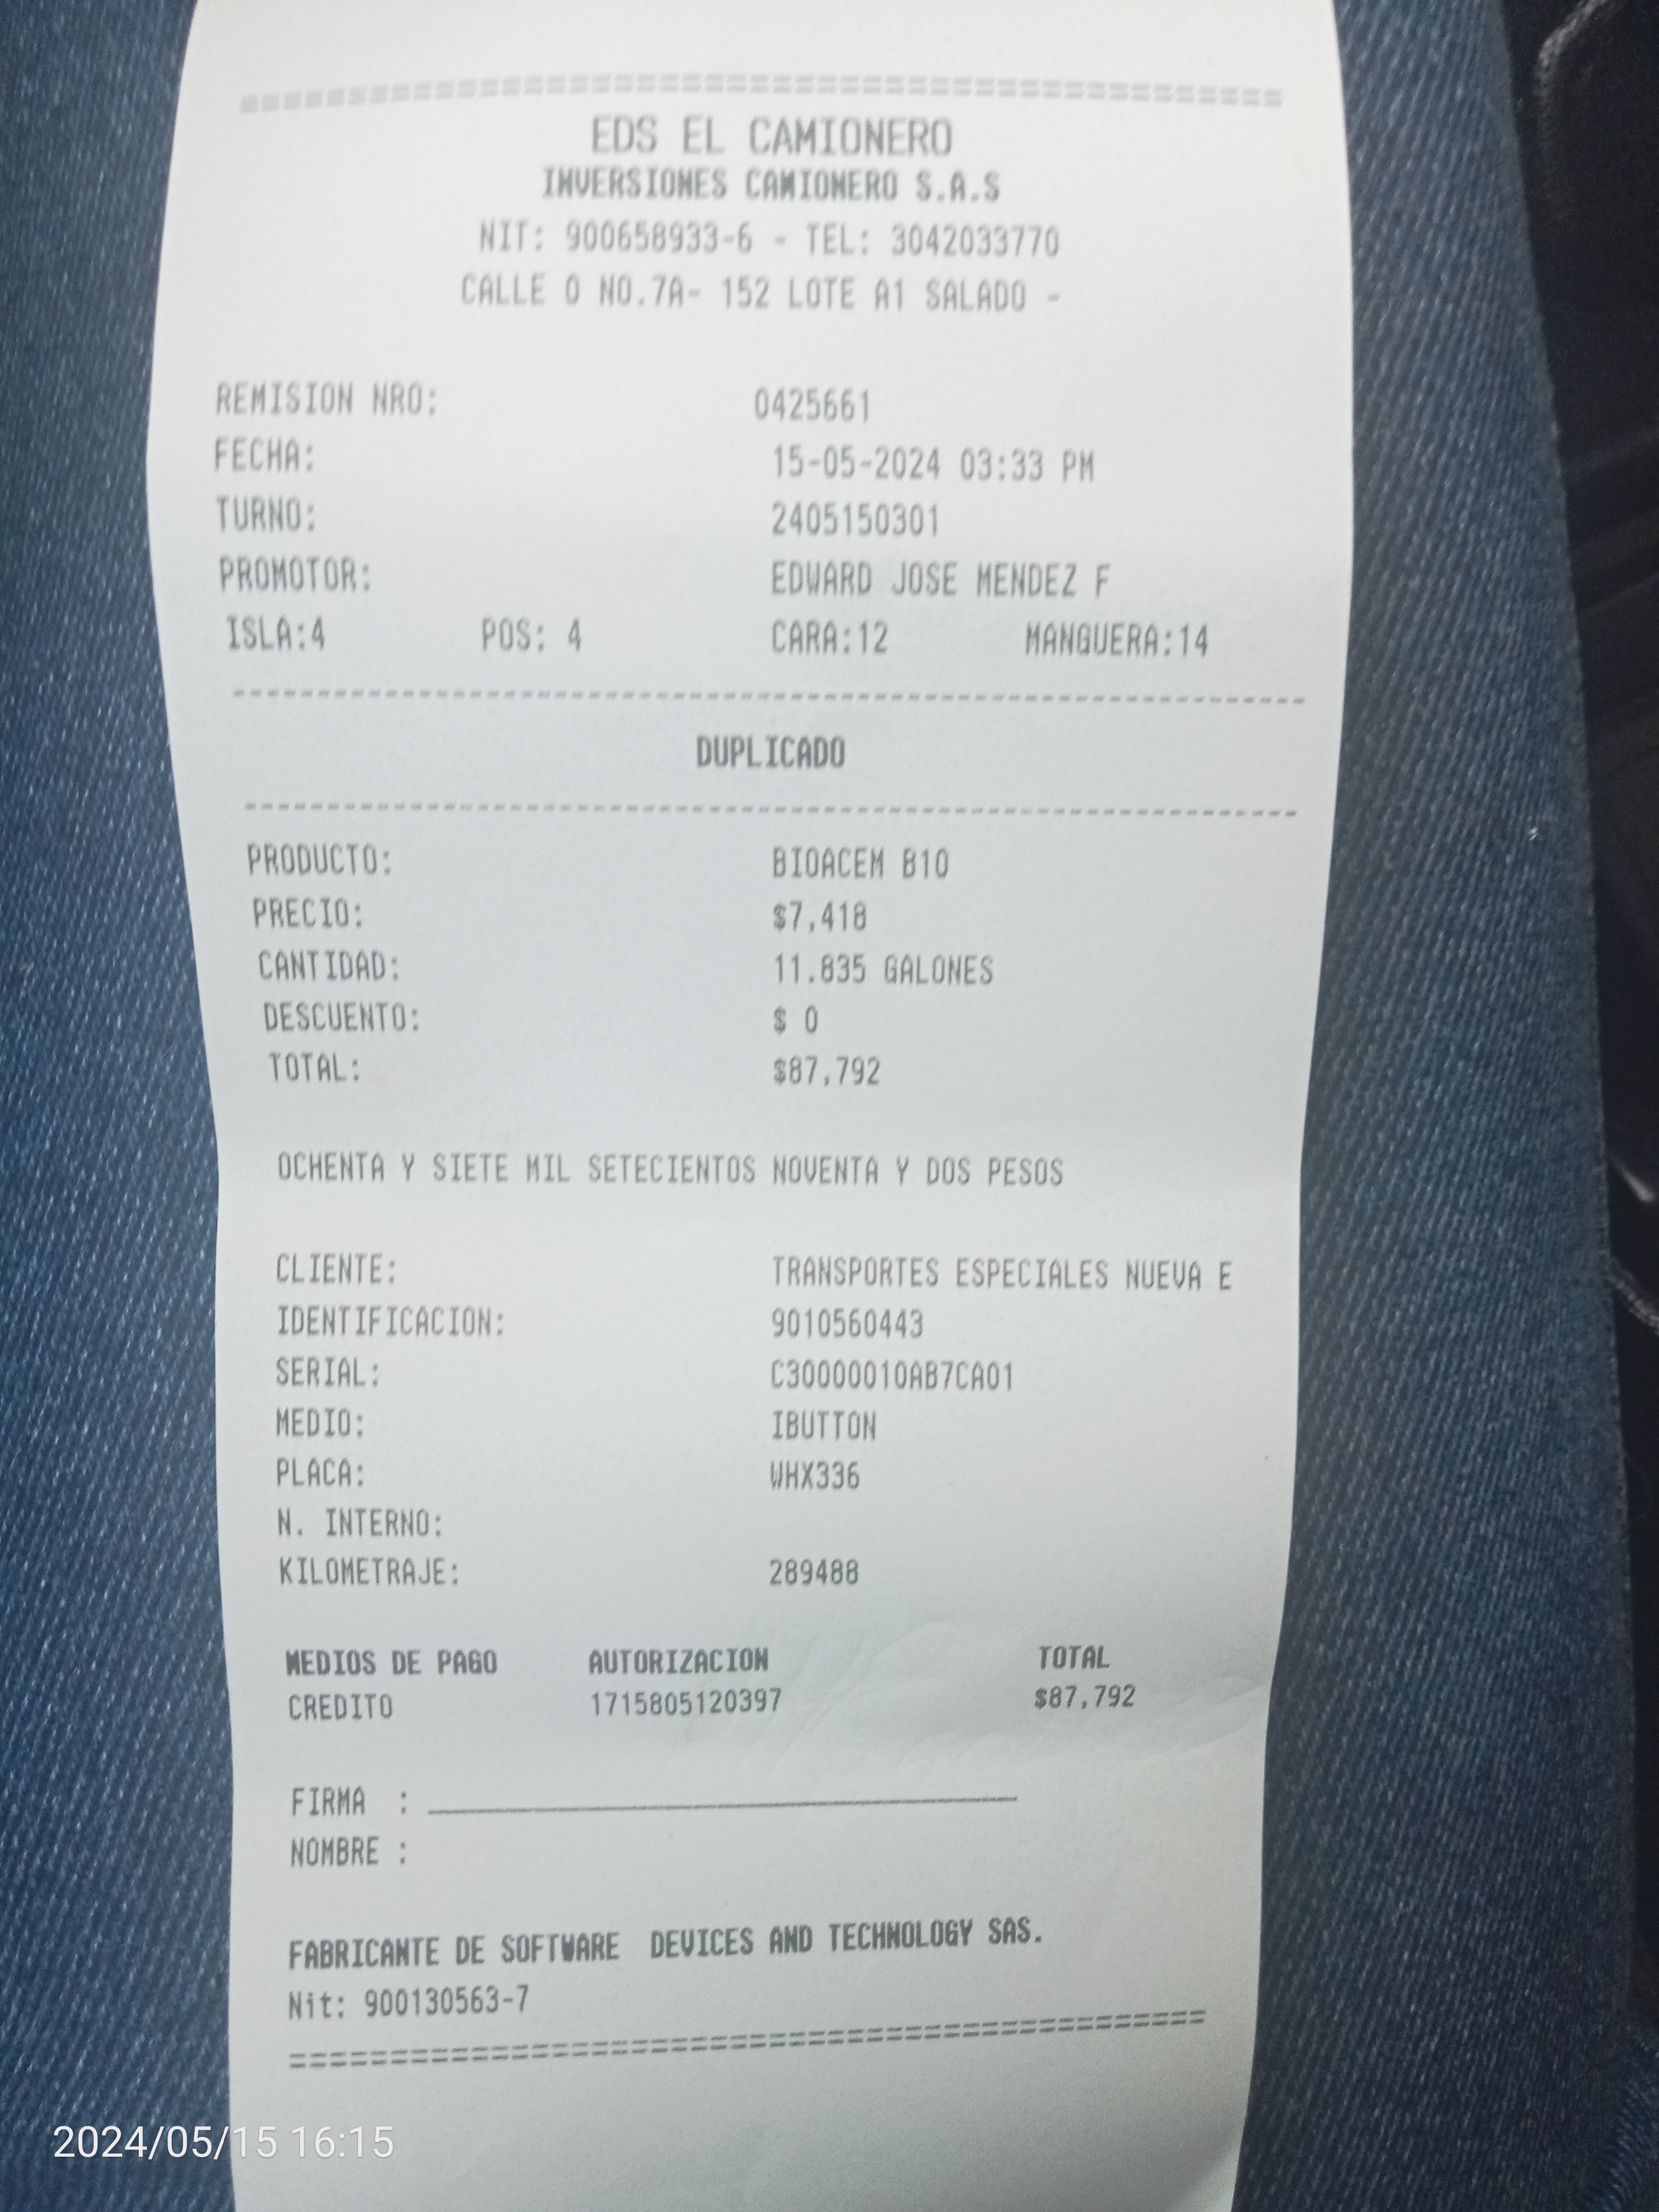 EDS EL CAMIONERO
INVERSIONES CAMIONERO S.A.S
NIT: 900658933-6 - TEL: 3042033770
CALLE 0 NO.7A- 152 LOTE A1 SALADO -
REMISION NRO: 0425661
FECHA: 15-05-2024 03:33 PM
TURNO: 2405150301
PROMOTOR: EDWARD JOSE MENDEZ F
ISLA:4 POS: 4 CARA:12 MANGUERA:14
DUPLICADO
PRODUCTO: BIOACEM B10
PRECIO: $7,418
CANTIDAD: 11.835 GALONES
DESCUENTO: $ 0
TOTAL: $87,792
OCHENTA Y SIETE MIL SETECIENTOS NOVENTA Y DOS PESOS
CLIENTE: TRANSPORTES ESPECIALES NUEVA E
IDENTIFICACION: 9010560443
SERIAL: C30000010AB7CA01
MEDIO: IBUTTON
PLACA: WHX336
N. INTERNO:
KILOMETRAJE: 289488
MEDIOS DE PAGO AUTORIZACION TOTAL
CREDITO 1715805120397 $87,792
FIRMA :
NOMBRE :
FABRICANTE DE SOFTWARE DEVICES AND TECHNOLOGY SAS.
Nit: 900130563-7
2024/05/15 16:15